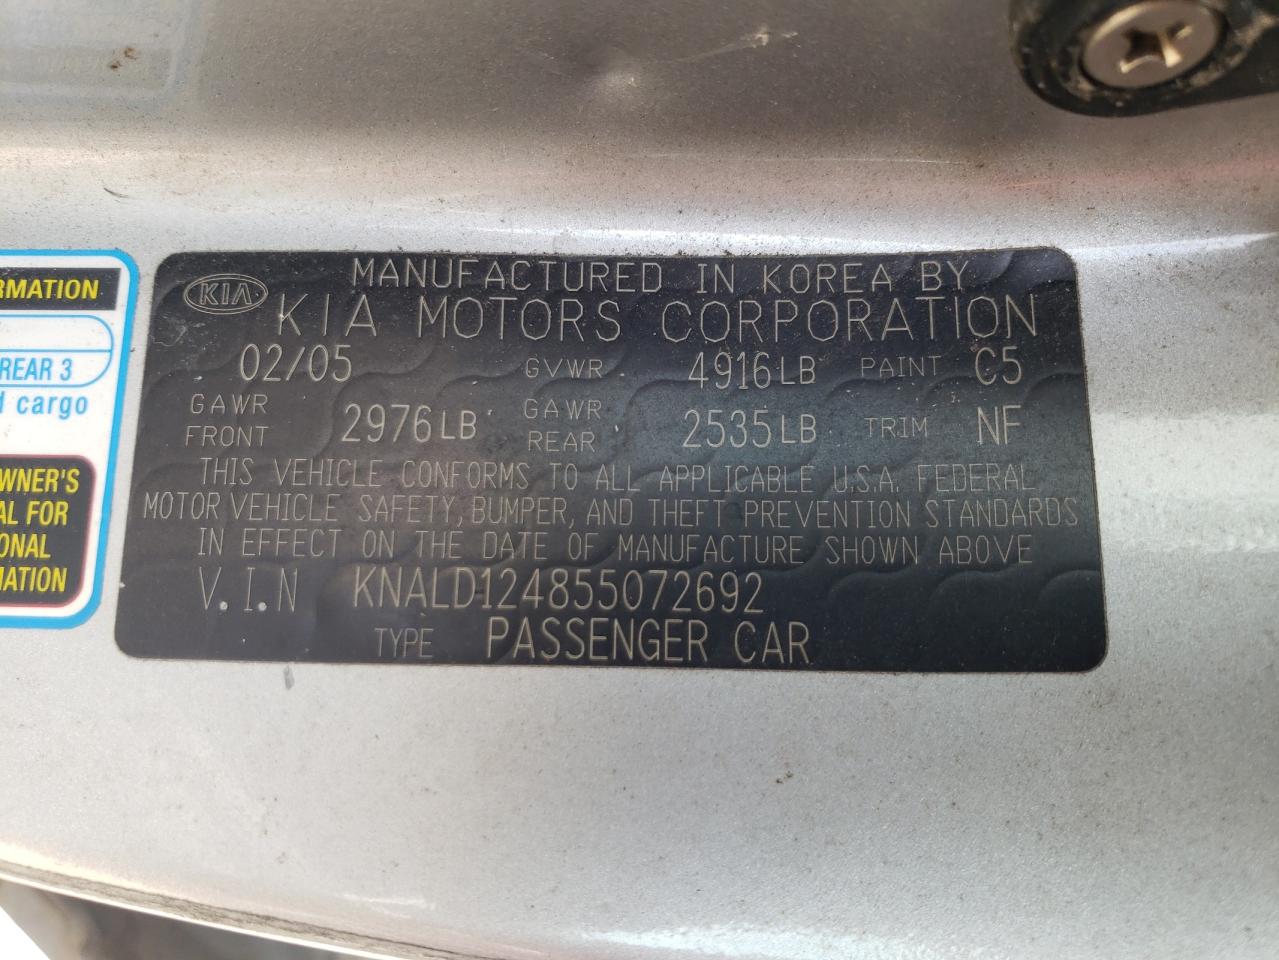 KIA
MANUFACTURED IN KOREA BY
KIA MOTORS CORPORATION
02/05 GVWR 4916LB PAINT C5
GAWR FRONT 2976LB GAWR REAR 2535LB TRIM NF
THIS VEHICLE CONFORMS TO ALL APPLICABLE U.S.A. FEDERAL
MOTOR VEHICLE SAFETY, BUMPER, AND THEFT PREVENTION STANDARDS
IN EFFECT ON THE DATE OF MANUFACTURE SHOWN ABOVE
V.I.N KNALD124855072692
TYPE PASSENGER CAR
RMATION
REAR 3
d cargo
WNER'S
AL FOR
ONAL
MATION